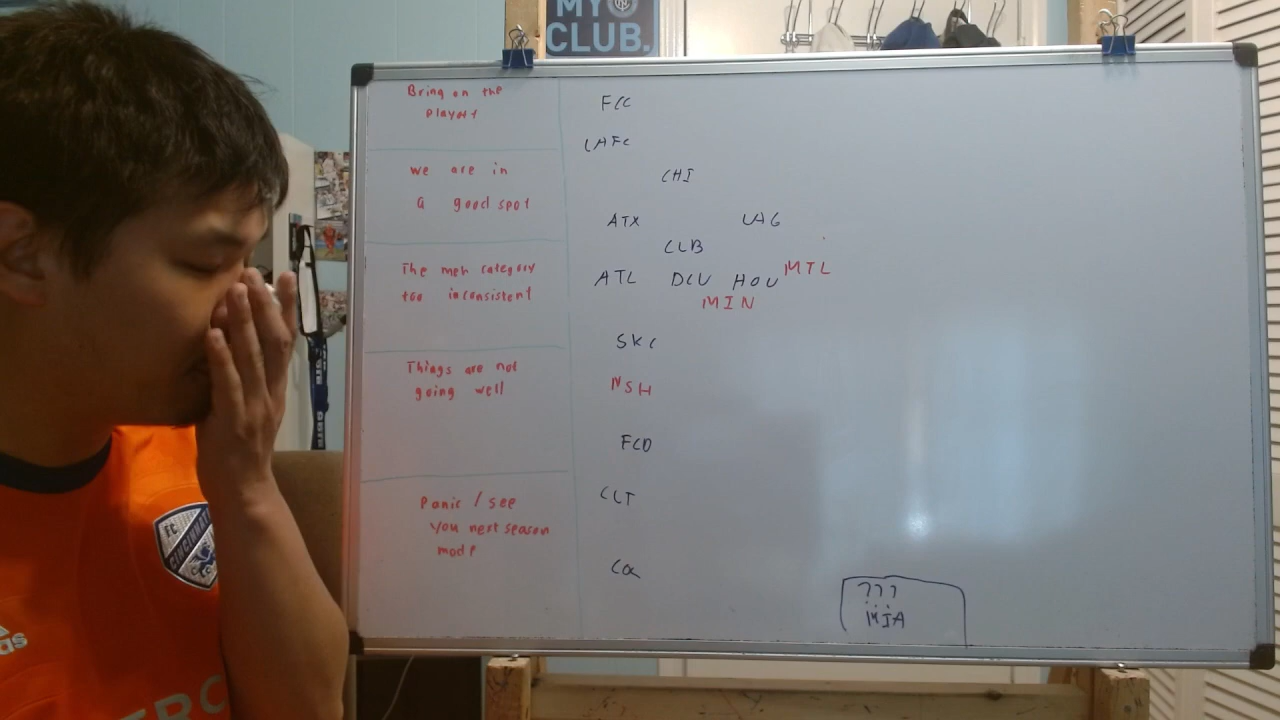 MY
CLUB.
Bring on the
playoff
FCC
LAFC
we are in
a good spot
CHI
ATX LAG
CLB
The meh category
too inconsistent
ATL DCU HOU MTL
MIN
SKC
Things are not
going well
NSH
FCD
Panic / see
you next season
mode
CLT
COL
???
MIA
FC
CINCINNATI